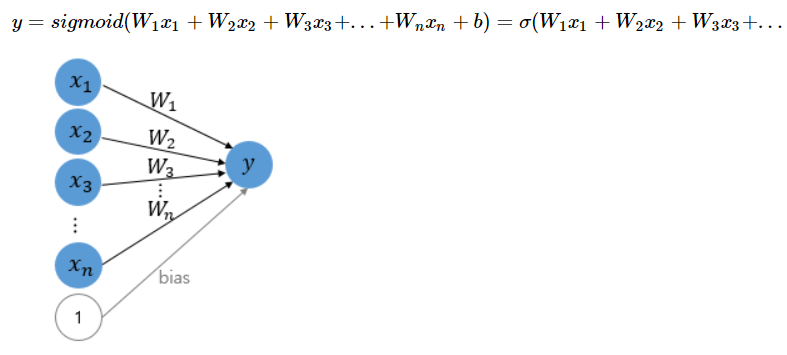 y = sigmoid(W₁x₁ + W₂x₂ + W₃x₃+...+Wₙxₙ + b) = σ(W₁x₁ + W₂x₂ + W₃x₃+...
x₁
W₁
x₂
W₂
y
W₃
x₃
⋮
Wₙ
⋮
xₙ
bias
1